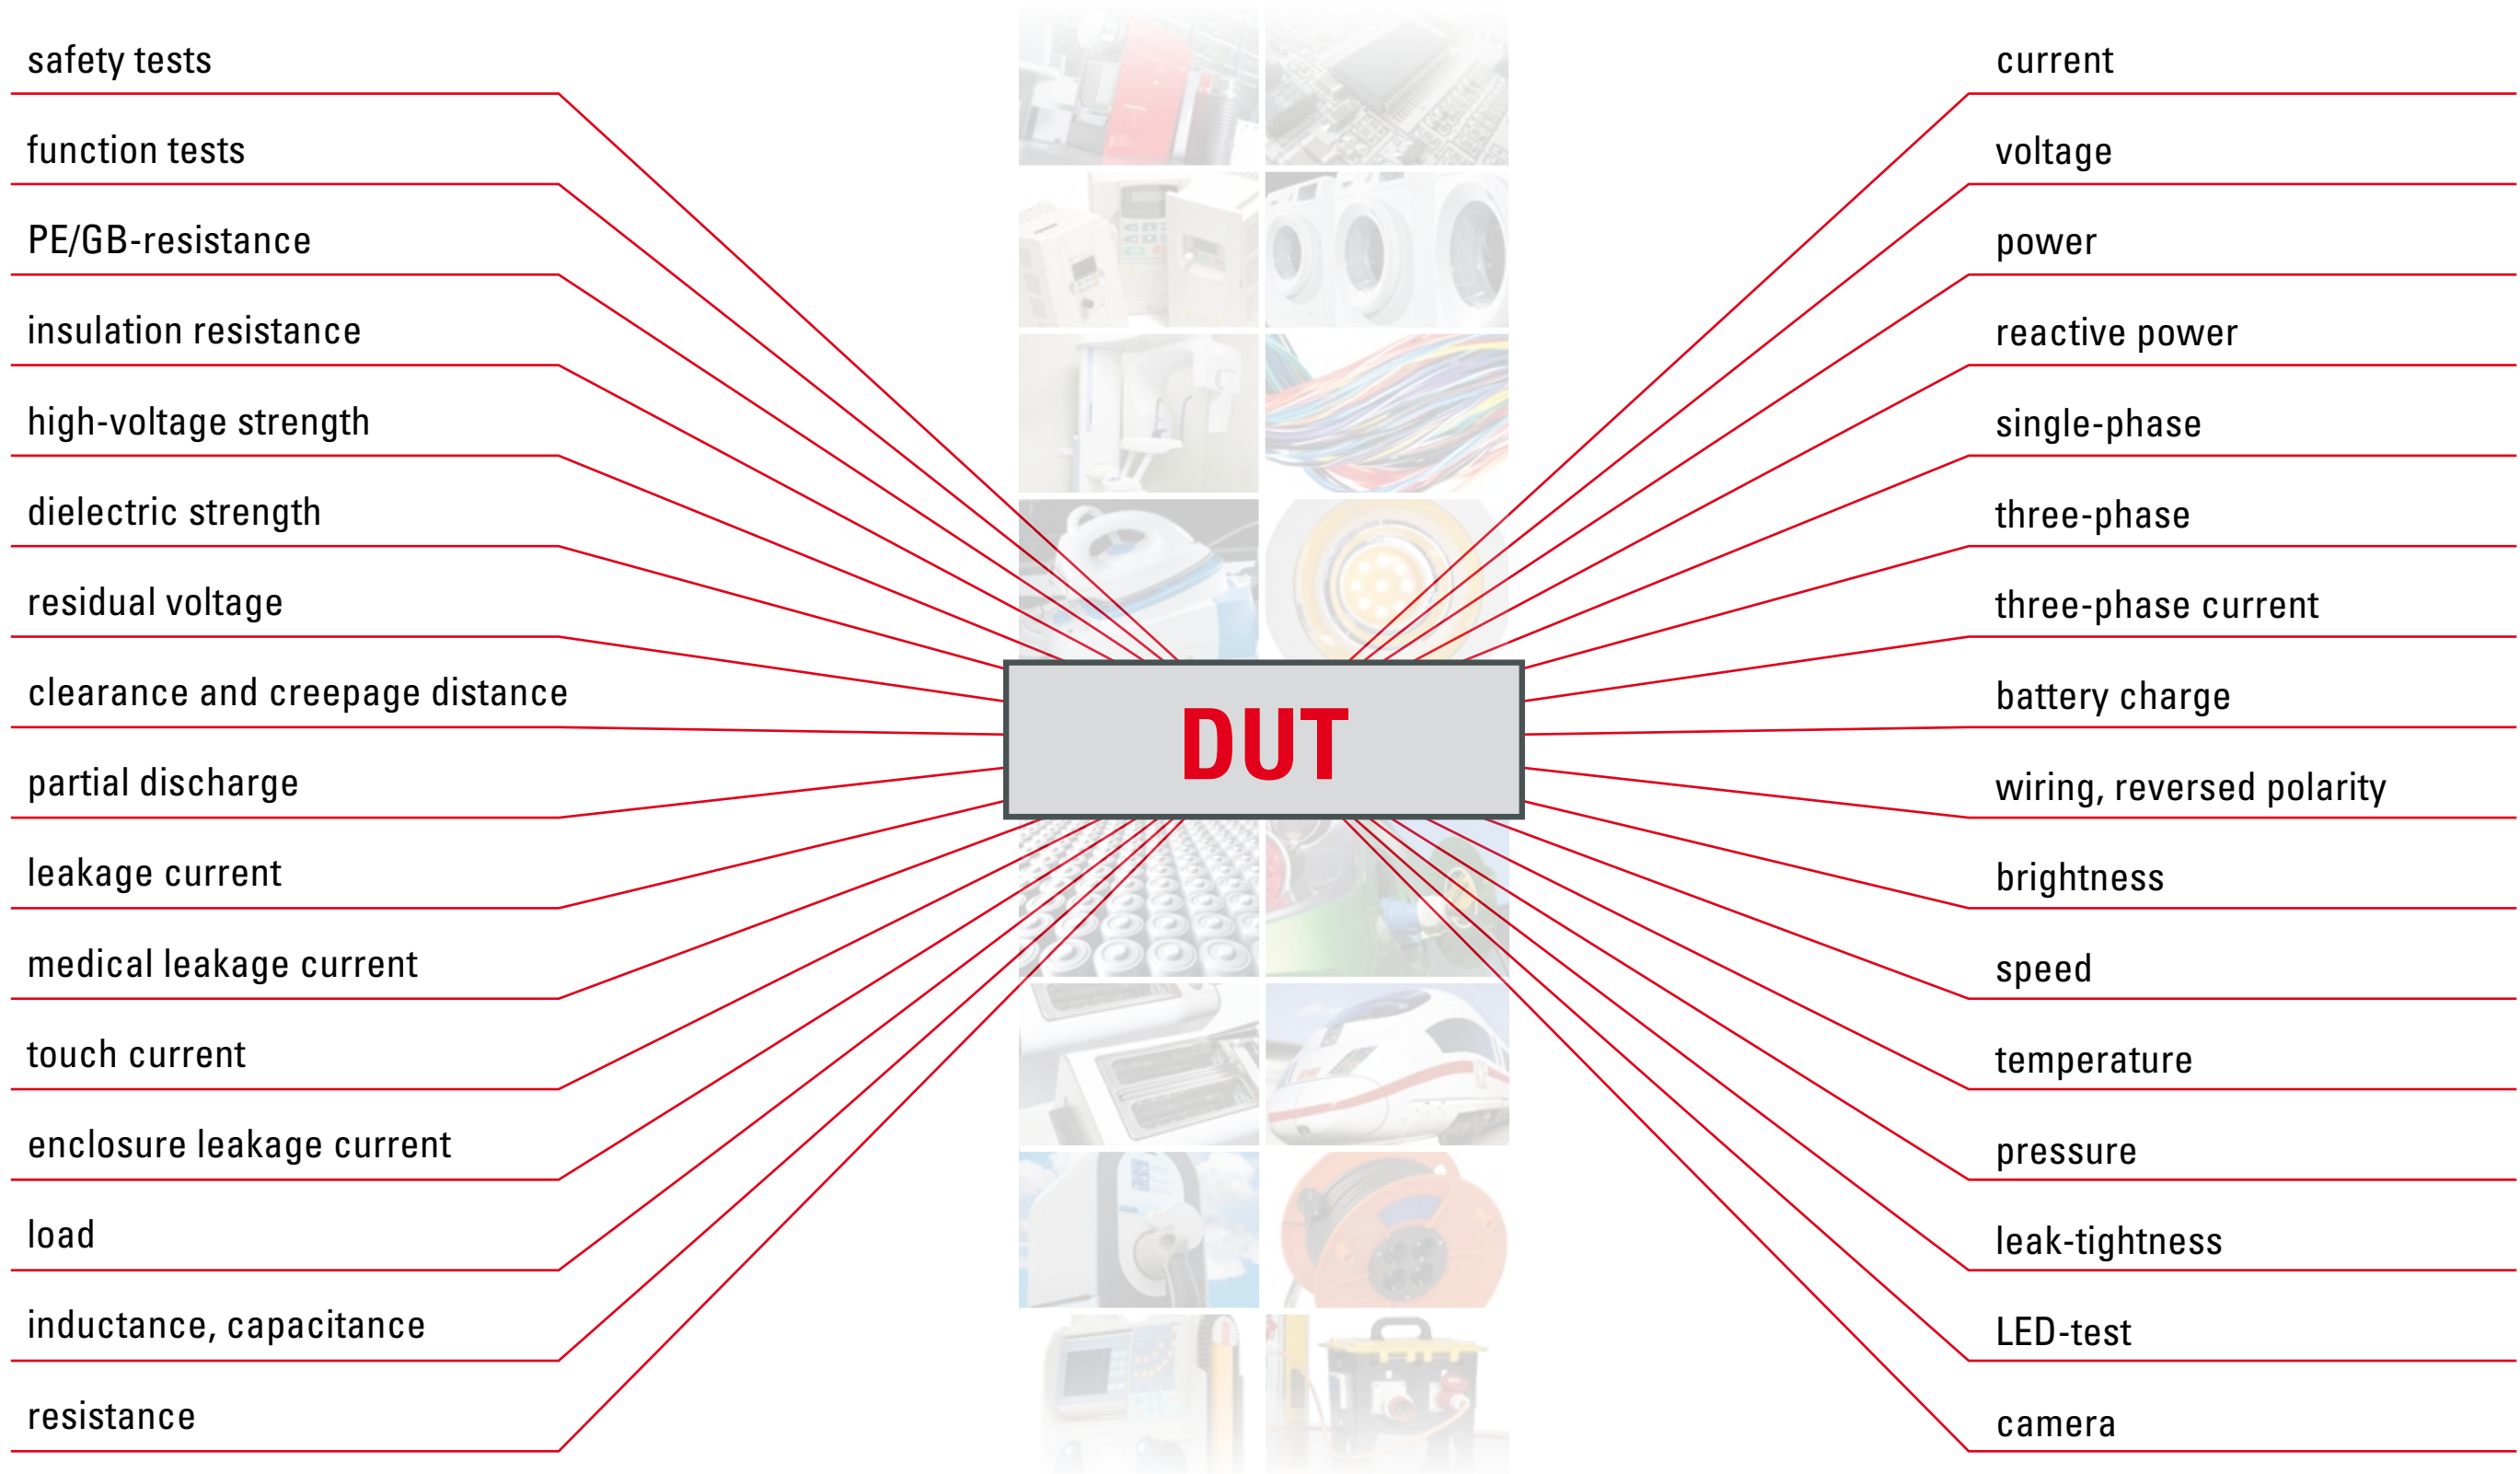 safety tests
function tests
PE/GB-resistance
insulation resistance
high-voltage strength
dielectric strength
residual voltage
clearance and creepage distance
partial discharge
leakage current
medical leakage current
touch current
enclosure leakage current
load
inductance, capacitance
resistance
DUT
current
voltage
power
reactive power
single-phase
three-phase
three-phase current
battery charge
wiring, reversed polarity
brightness
speed
temperature
pressure
leak-tightness
LED-test
camera